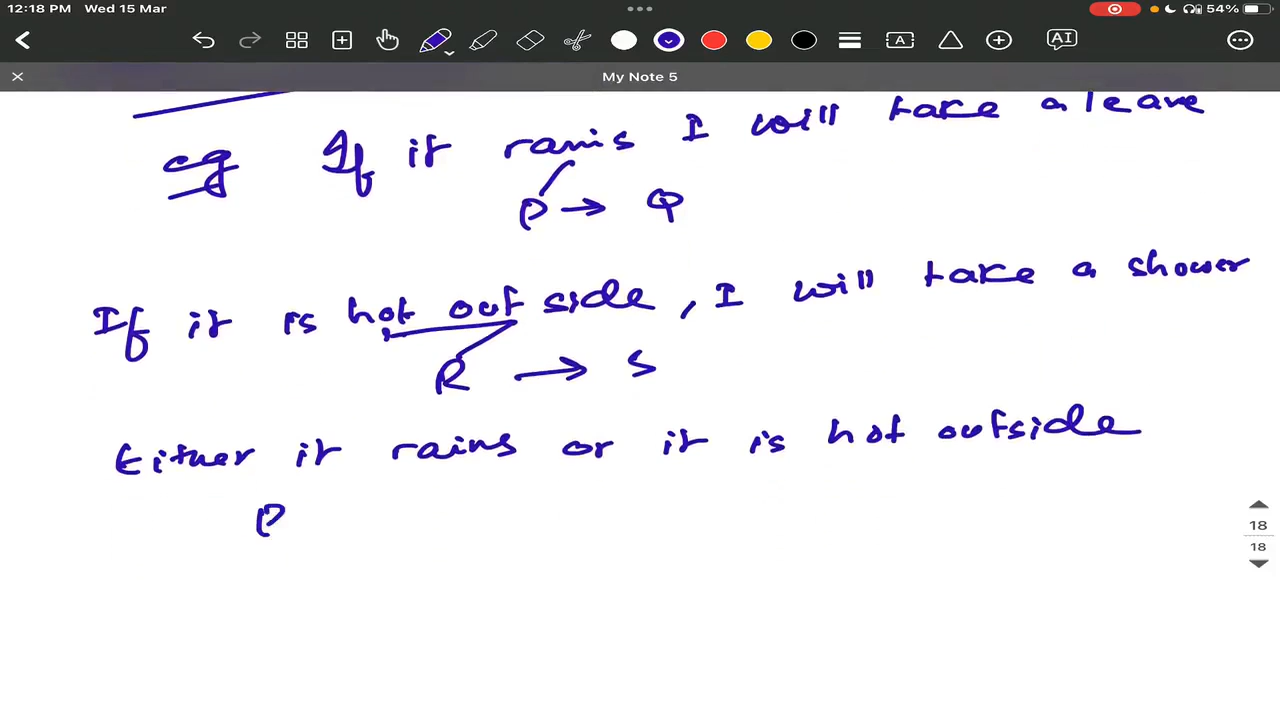 12:18 PM Wed 15 Mar
54%
A
AI
My Note 5
eg If it rains I will take a leave
P → Q
If it is hot outside, I will take a shower
R → S
Either it rains or it is hot outside
P
18
18